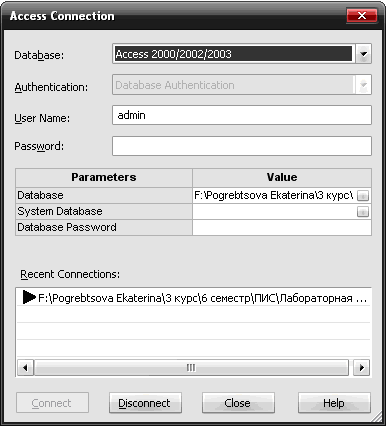 Access Connection
Database: Access 2000/2002/2003
Authentication: Database Authentication
User Name: admin
Password:
Parameters Value
Database F:\Pogrebtsova Ekaterina\3 курс\
System Database
Database Password
Recent Connections:
F:\Pogrebtsova Ekaterina\3 курс\6 семестр\ПИС\Лабораторная ...
Connect Disconnect Close Help